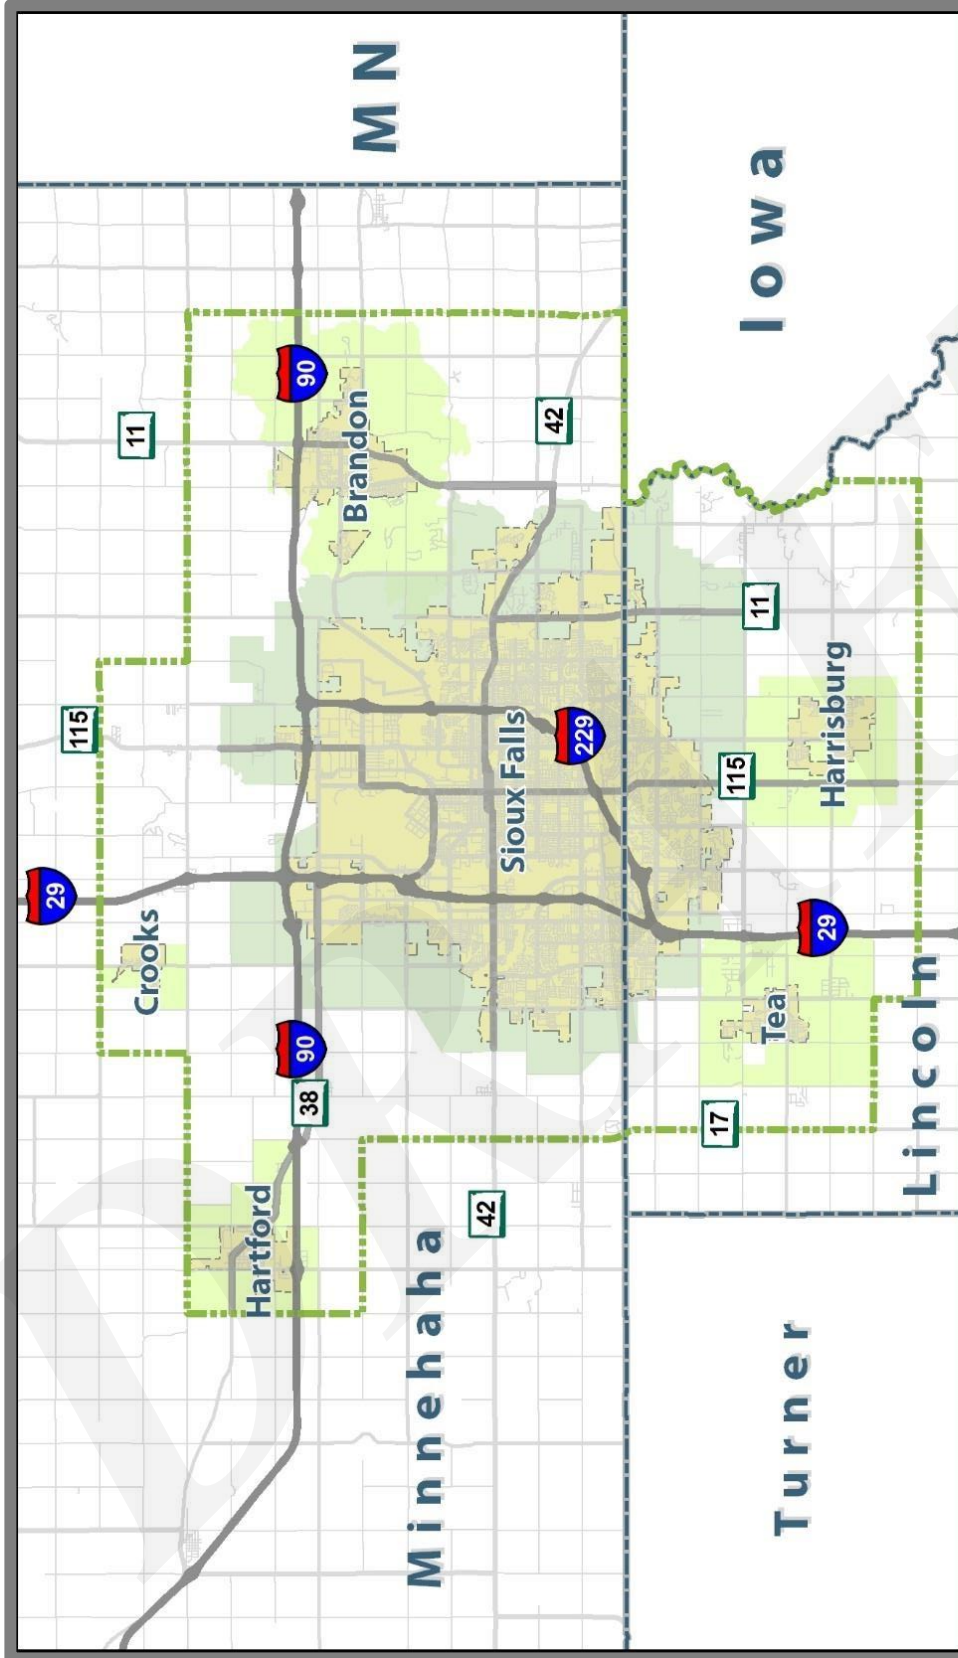 29
115
11
Crooks
Hartford
90
38
90
Brandon
MN
Minnehaha
42
Sioux Falls
42
229
17
115
11
Iowa
Tea
Turner
29
Harrisburg
Lincoln
DRAFT